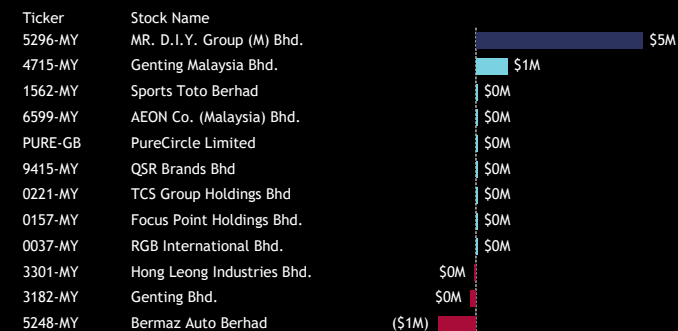 Ticker Stock Name
5296-MY MR. D.I.Y. Group (M) Bhd. $5M
4715-MY Genting Malaysia Bhd. $1M
1562-MY Sports Toto Berhad $0M
6599-MY AEON Co. (Malaysia) Bhd. $0M
PURE-GB PureCircle Limited $0M
9415-MY QSR Brands Bhd $0M
0221-MY TCS Group Holdings Bhd $0M
0157-MY Focus Point Holdings Bhd. $0M
0037-MY RGB International Bhd. $0M
3301-MY Hong Leong Industries Bhd. $0M
3182-MY Genting Bhd. $0M
5248-MY Bermaz Auto Berhad ($1M)